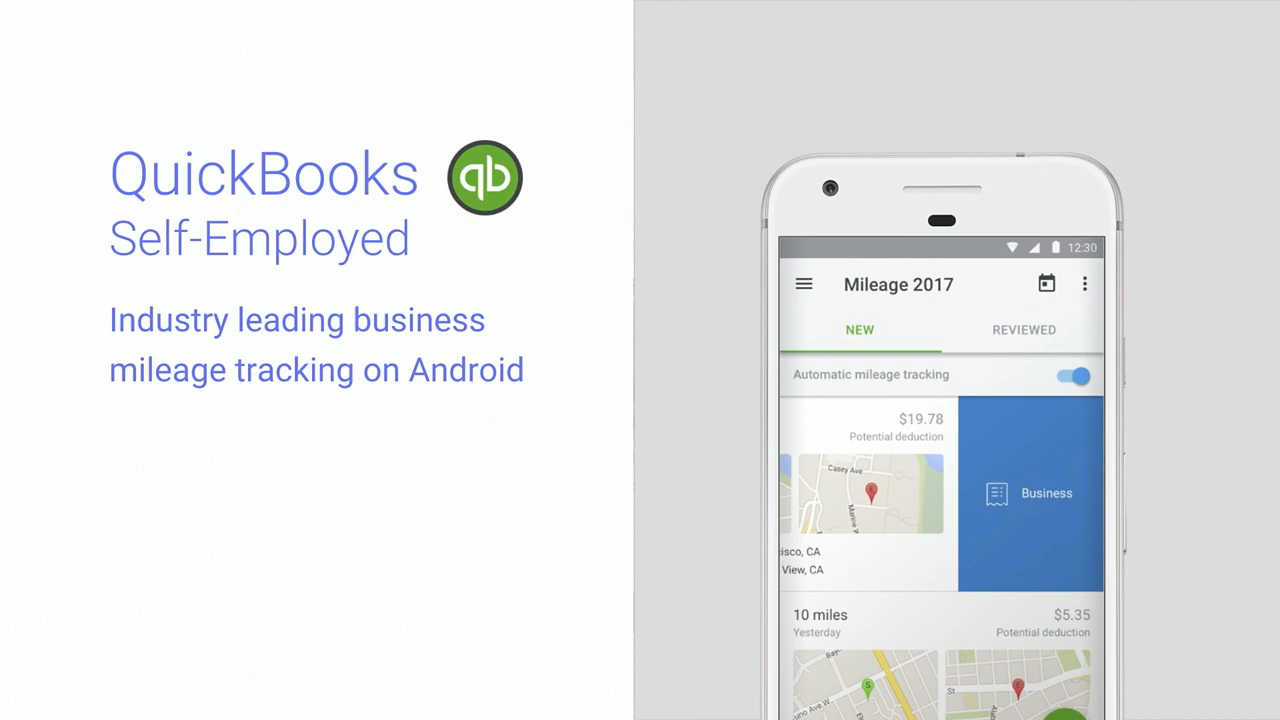 QuickBooks
qb
Self-Employed
Industry leading business
mileage tracking on Android
12:30
Mileage 2017
NEW
REVIEWED
Automatic mileage tracking
$19.78
Potential deduction
Casey Ave
Marine W
E
Business
isco, CA
View, CA
10 miles
$5.35
Yesterday
Potential deduction
S
E
St